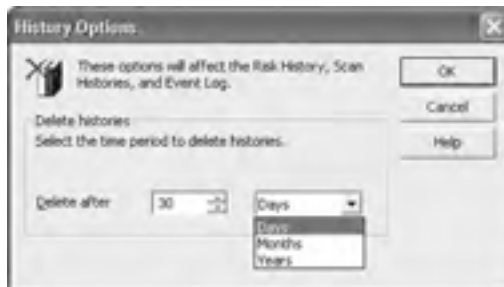 History Options
These options will affect the Risk History, Scan
Histories, and Event Log.
OK
Cancel
Help
Delete histories
Select the time period to delete histories.
Delete after
30
Days
Days
Months
Years